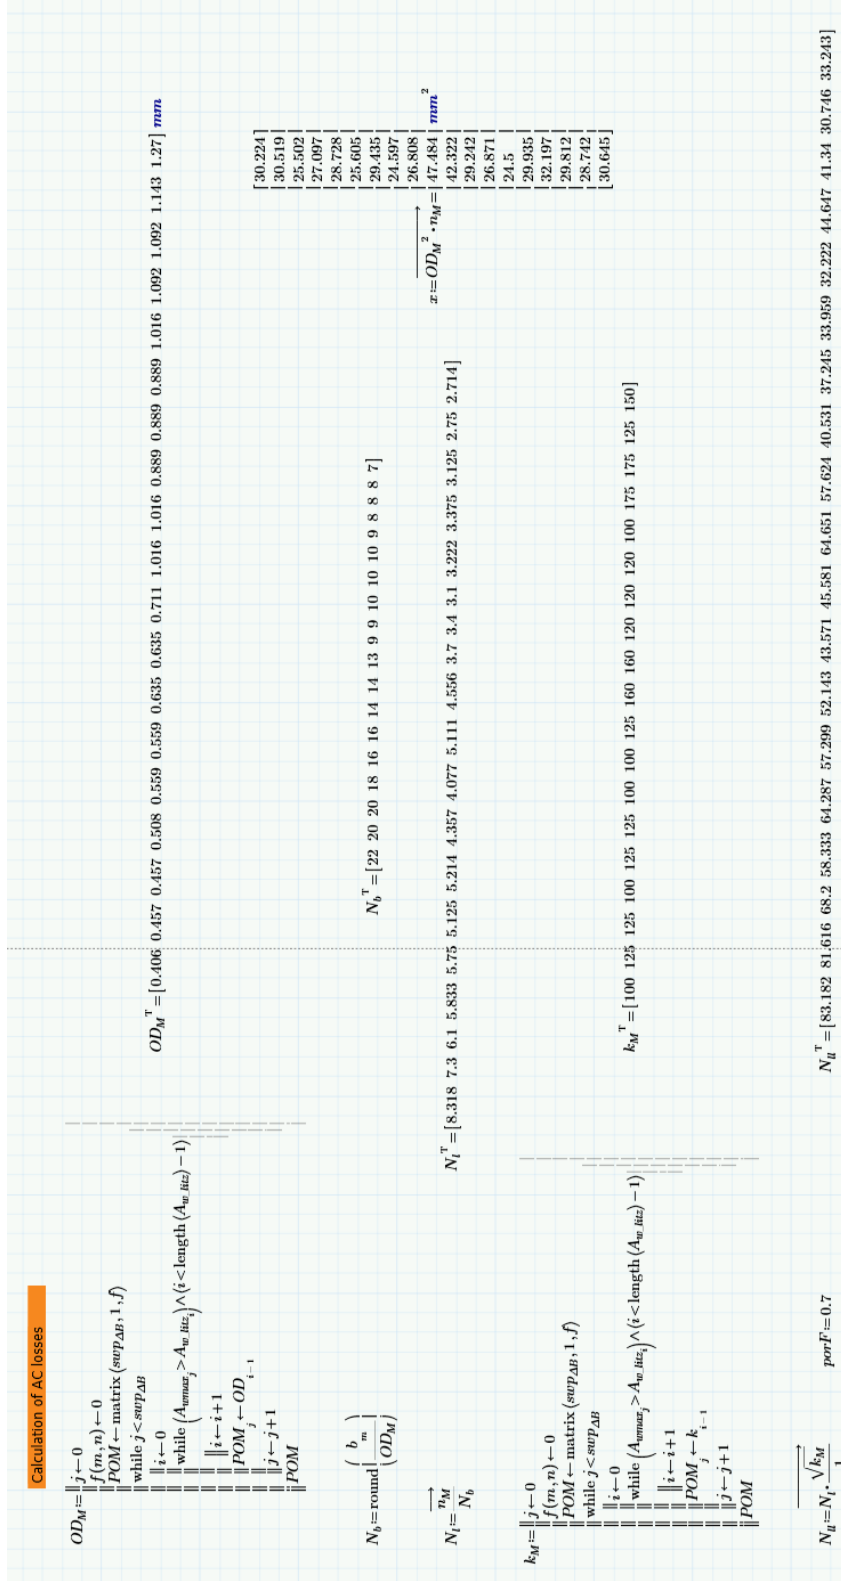 Calculation of AC losses
OD_M:=‖ j←0
f(m,n)←0
POM←matrix(swp_ΔB,1,f)
while j<swp_ΔB
‖ i←0
while (A_wmax_j>A_w_litz_i)∧(i<length(A_w_litz)−1)
‖ i←i+1
POM_j←OD_i−1
j←j+1
POM
OD_M^T=[0.406 0.457 0.457 0.508 0.559 0.559 0.635 0.635 0.711 1.016 1.016 0.889 0.889 0.889 1.016 1.092 1.092 1.143 1.27] mm
N_b:=round(b_m/OD_M)
N_b^T=[22 20 20 18 16 16 14 14 13 9 9 10 10 10 9 8 8 8 7]
x:=OD_M^2·n_M=[
30.224
30.519
25.502
27.097
28.728
25.605
29.435
24.597
26.808
47.484
42.322
29.242
26.871
24.5
29.935
32.197
29.812
28.742
30.645
] mm^2
N_l:=n_M/N_b
N_l^T=[8.318 7.3 6.1 5.833 5.75 5.125 5.214 4.357 4.077 5.111 4.556 3.7 3.4 3.1 3.222 3.375 3.125 2.75 2.714]
k_M:=‖ j←0
f(m,n)←0
POM←matrix(swp_ΔB,1,f)
while j<swp_ΔB
‖ i←0
while (A_wmax_j>A_w_litz_i)∧(i<length(A_w_litz)−1)
‖ i←i+1
POM_j←k_i−1
j←j+1
POM
k_M^T=[100 125 125 100 125 125 100 100 125 160 160 120 120 120 100 175 175 125 150]
N_ll:=N_l·√k_M/1 porF:=0.7
N_ll^T=[83.182 81.616 68.2 58.333 64.287 57.299 52.143 43.571 45.581 64.651 57.624 40.531 37.245 33.959 32.222 44.647 41.34 30.746 33.243]